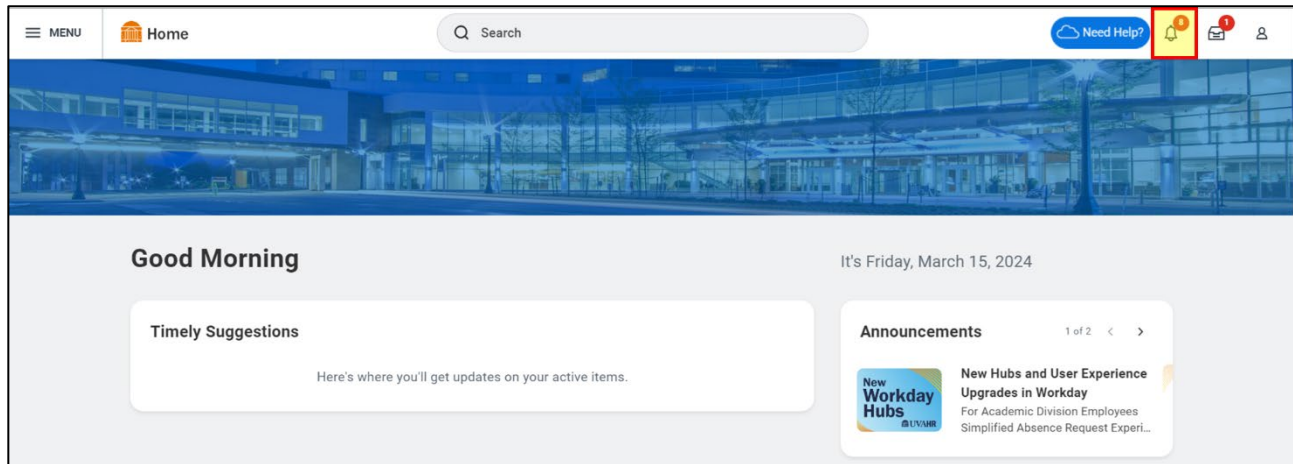 MENU
Home
Search
Need Help?
8
1
Good Morning
It's Friday, March 15, 2024
Timely Suggestions
Here's where you'll get updates on your active items.
Announcements
1 of 2
New
Workday
Hubs
UVAHR
New Hubs and User Experience
Upgrades in Workday
For Academic Division Employees
Simplified Absence Request Experi...